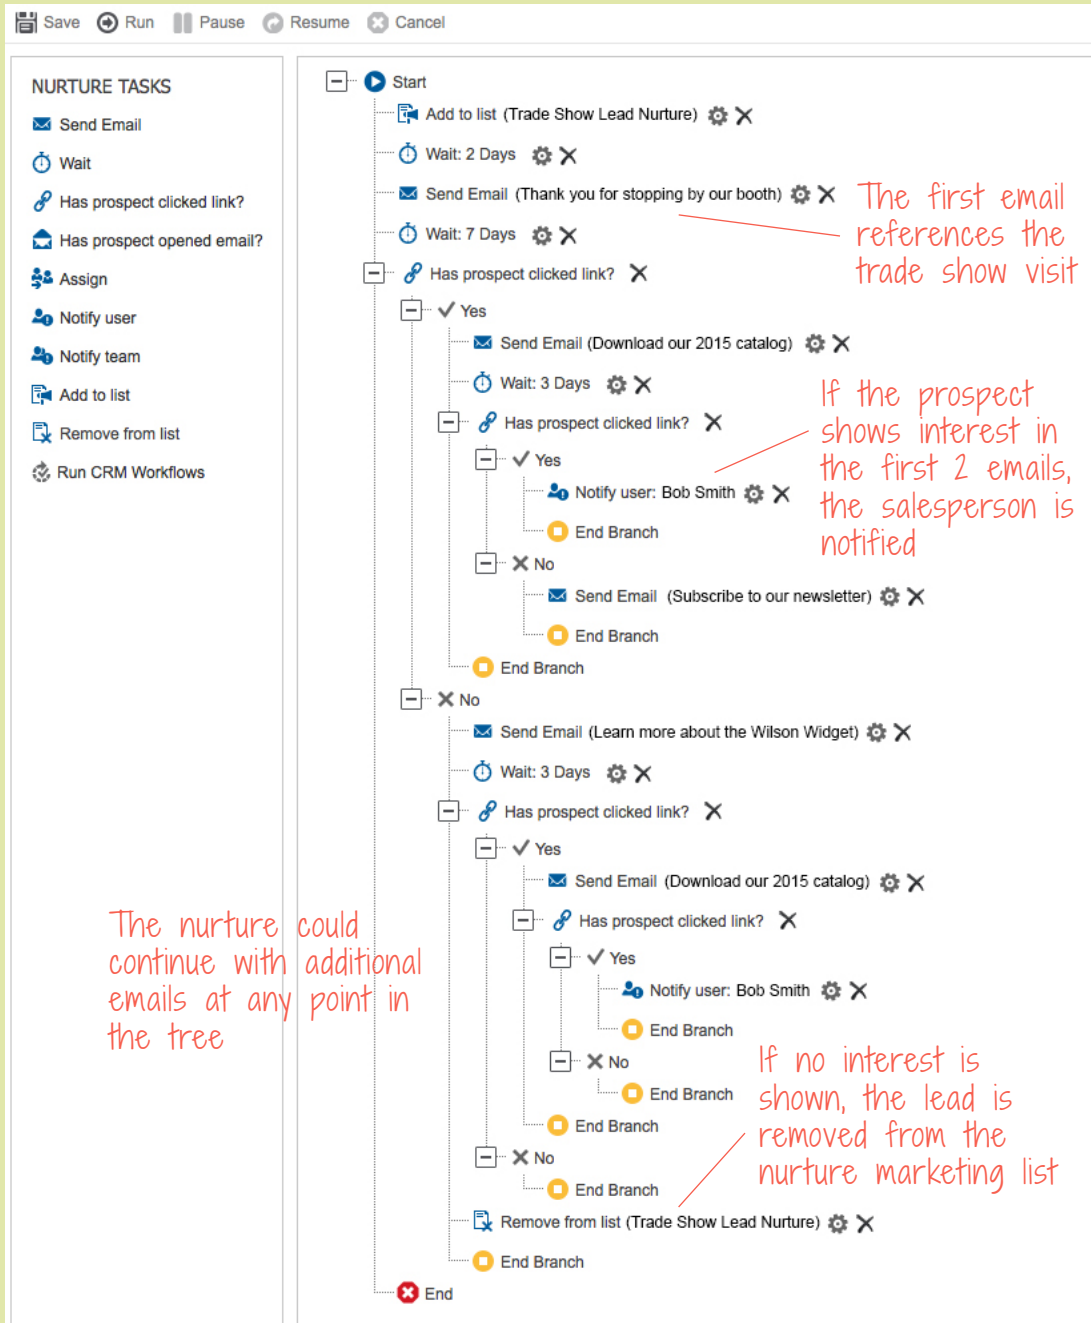 Save Run Pause Resume Cancel
NURTURE TASKS
Send Email
Wait
Has prospect clicked link?
Has prospect opened email?
Assign
Notify user
Notify team
Add to list
Remove from list
Run CRM Workflows
Start
Add to list (Trade Show Lead Nurture)
Wait: 2 Days
Send Email (Thank you for stopping by our booth)
Wait: 7 Days
Has prospect clicked link?
Yes
Send Email (Download our 2015 catalog)
Wait: 3 Days
Has prospect clicked link?
Yes
Notify user: Bob Smith
End Branch
No
Send Email (Subscribe to our newsletter)
End Branch
End Branch
No
Send Email (Learn more about the Wilson Widget)
Wait: 3 Days
Has prospect clicked link?
Yes
Send Email (Download our 2015 catalog)
Has prospect clicked link?
Yes
Notify user: Bob Smith
End Branch
No
End Branch
End Branch
No
End Branch
Remove from list (Trade Show Lead Nurture)
End Branch
End
The first email
references the
trade show visit
If the prospect
shows interest in
the first 2 emails,
the salesperson is
notified
The nurture could
continue with additional
emails at any point in
the tree
If no interest is
shown, the lead is
removed from the
nurture marketing list